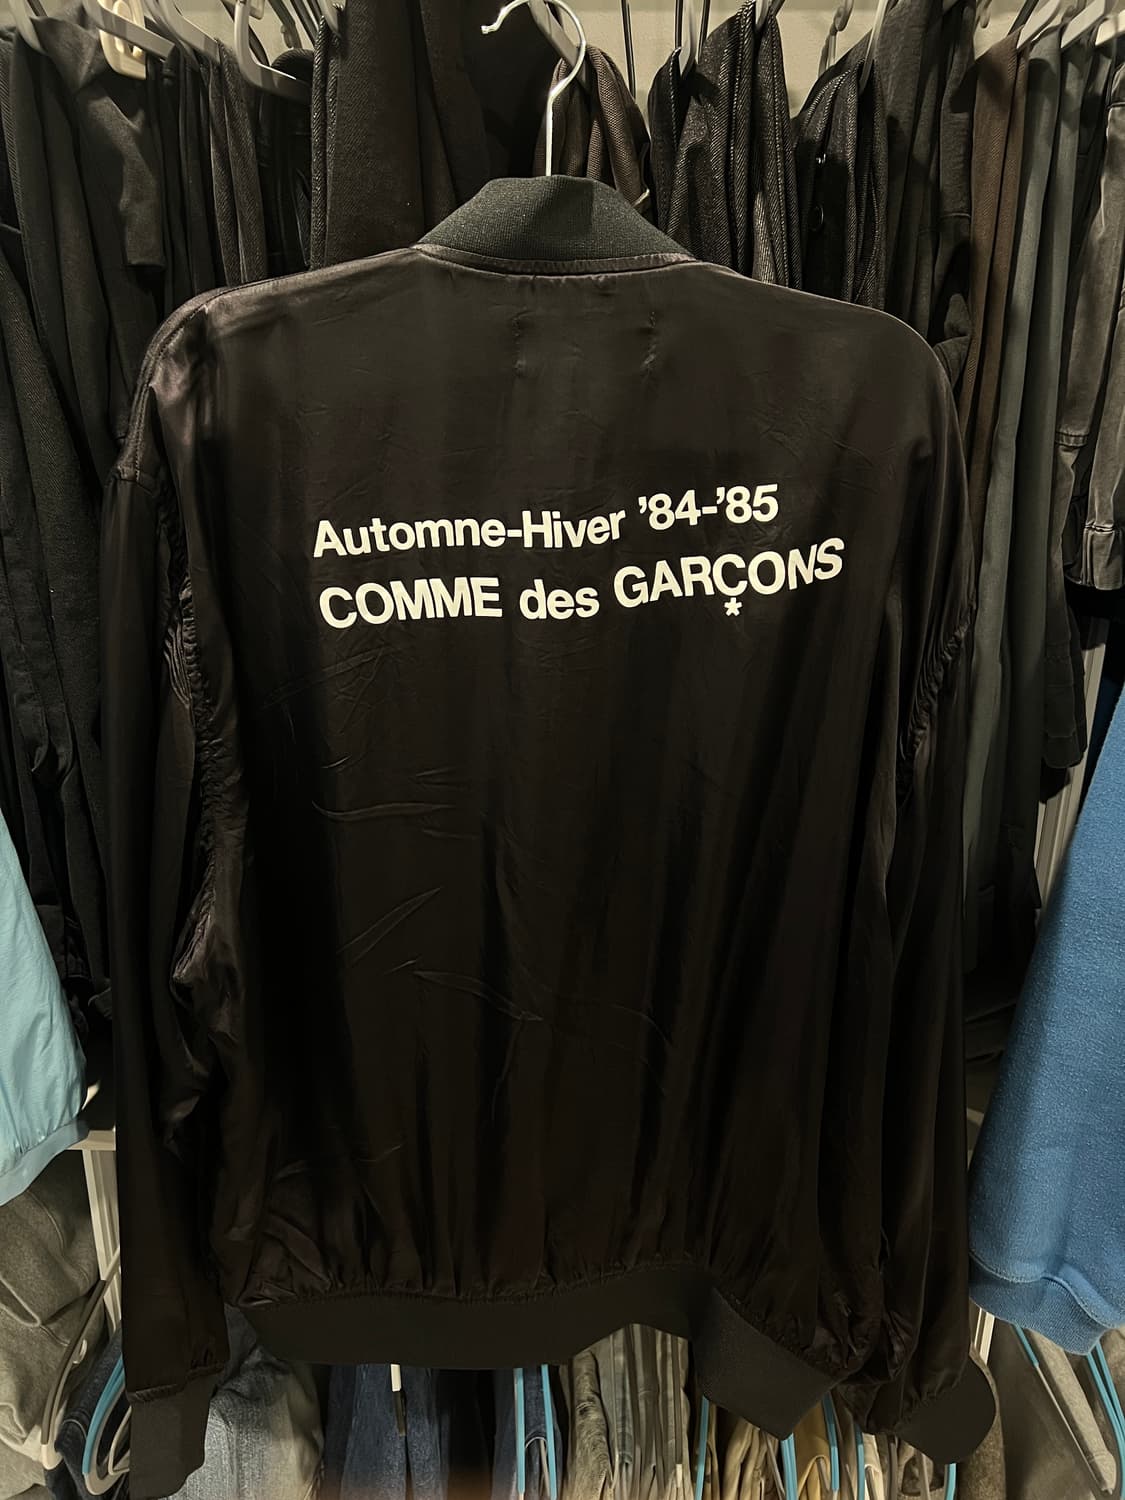 Automne-Hiver ’84-’85
COMME des GARÇONS
*